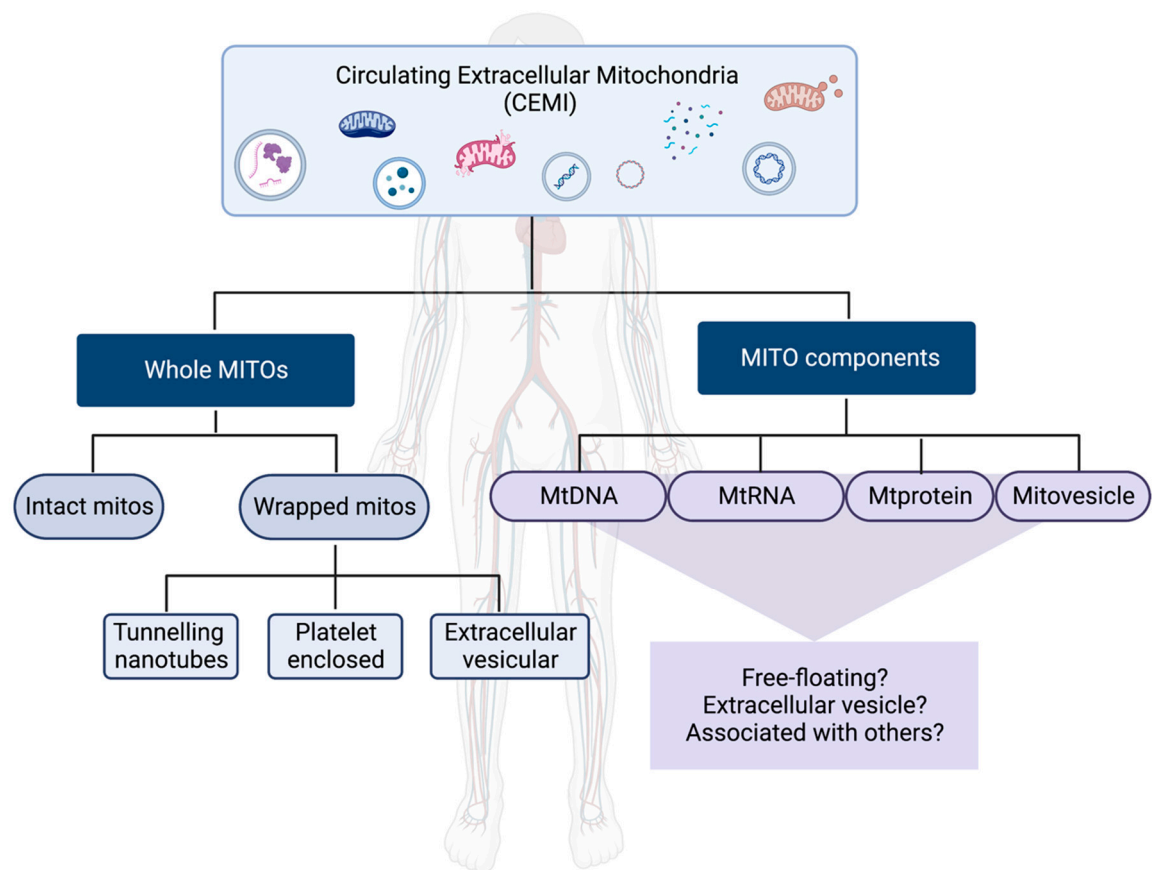 Circulating Extracellular Mitochondria
(CEMI)
Whole MITOs
MITO components
Intact mitos
Wrapped mitos
MtDNA
MtRNA
Mtprotein
Mitovesicle
Tunnelling
nanotubes
Platelet
enclosed
Extracellular
vesicular
Free-floating?
Extracellular vesicle?
Associated with others?